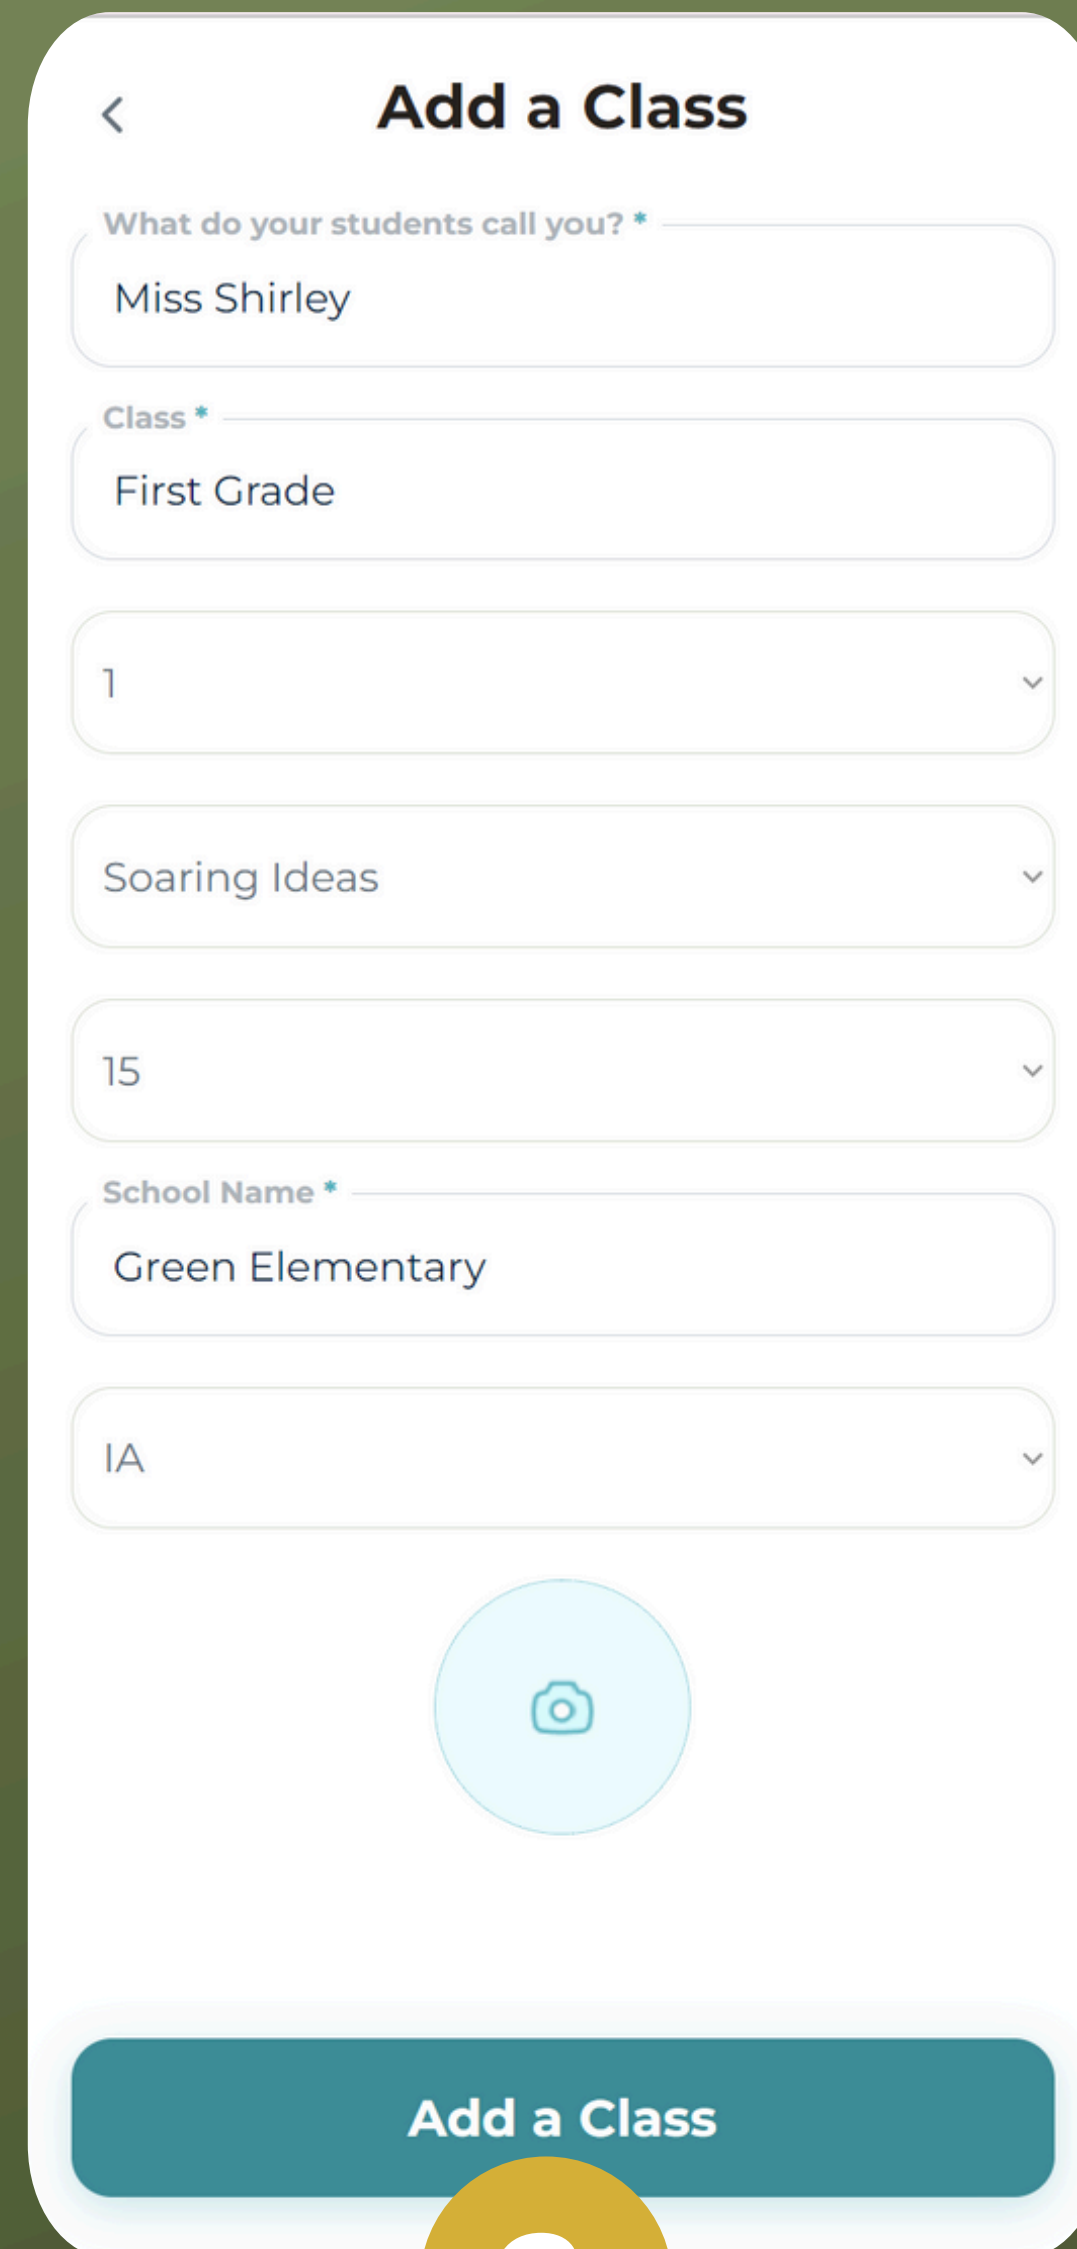 Add a Class
What do your students call you? *
Miss Shirley
Class *
First Grade
1
Soaring Ideas
15
School Name *
Green Elementary
IA
Add a Class